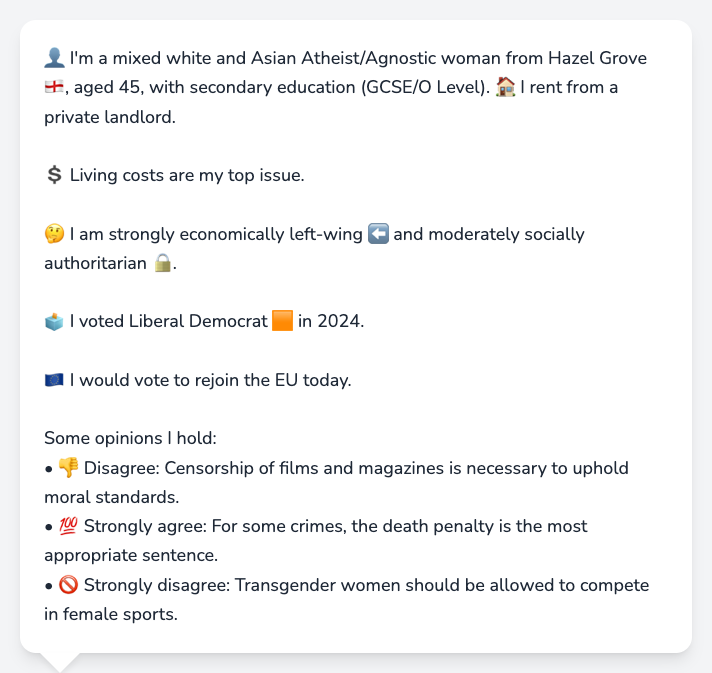 👤 I'm a mixed white and Asian Atheist/Agnostic woman from Hazel Grove
🏴󠁧󠁢󠁥󠁮󠁧󠁿, aged 45, with secondary education (GCSE/O Level). 🏠 I rent from a
private landlord.
💲 Living costs are my top issue.
🤔 I am strongly economically left-wing ⬅️ and moderately socially
authoritarian 🔒.
🗳️ I voted Liberal Democrat 🟧 in 2024.
🇪🇺 I would vote to rejoin the EU today.
Some opinions I hold:
• 👎 Disagree: Censorship of films and magazines is necessary to uphold
moral standards.
• 💯 Strongly agree: For some crimes, the death penalty is the most
appropriate sentence.
• 🚫 Strongly disagree: Transgender women should be allowed to compete
in female sports.